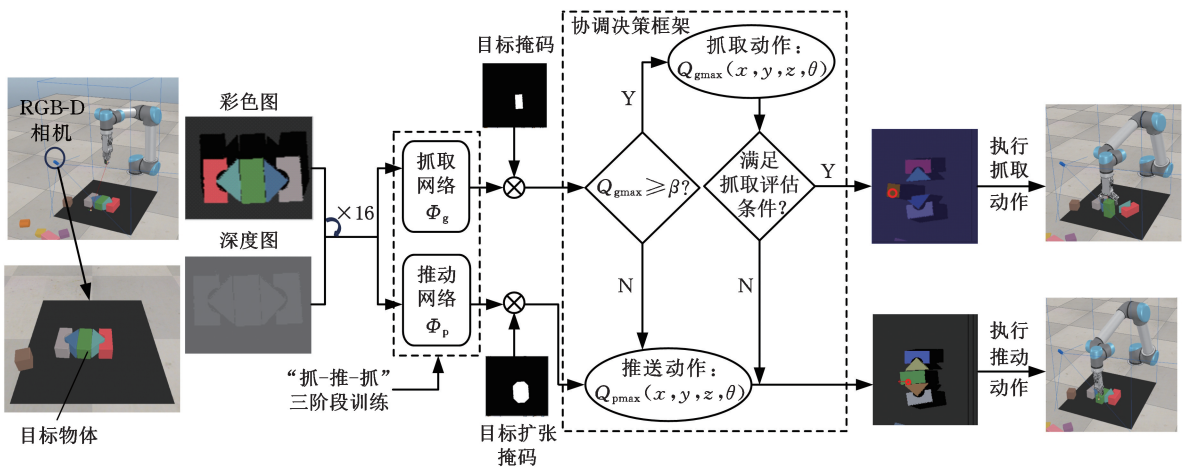 RGB-D
相机
目标物体
彩色图
深度图
×16
抓取
网络
Φg
推动
网络
Φp
“抓-推-抓”
三阶段训练
目标掩码
目标扩张
掩码
协调决策框架
抓取动作：
Qgmax(x,y,z,θ)
Y
Qgmax≥β?
N
满足
抓取评估
条件？
Y
N
推送动作：
Qpmax(x,y,z,θ)
执行
抓取
动作
执行
推动
动作